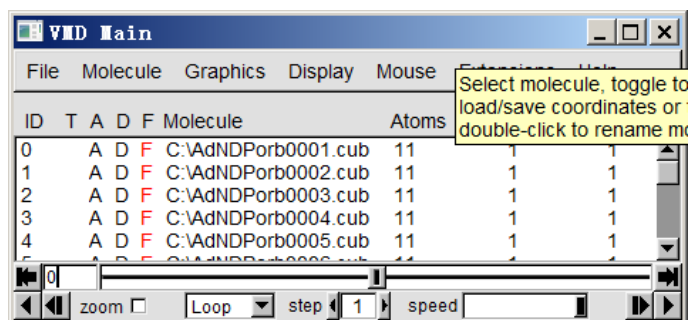 VMD Main
File Molecule Graphics Display Mouse Extensions Help
Select molecule, toggle to
load/save coordinates or
double-click to rename mo
ID T A D F Molecule Atoms
0 A D F C:\AdNDPorb0001.cub 11 1 1
1 A D F C:\AdNDPorb0002.cub 11 1 1
2 A D F C:\AdNDPorb0003.cub 11 1 1
3 A D F C:\AdNDPorb0004.cub 11 1 1
4 A D F C:\AdNDPorb0005.cub 11 1 1
0
zoom Loop step 1 speed